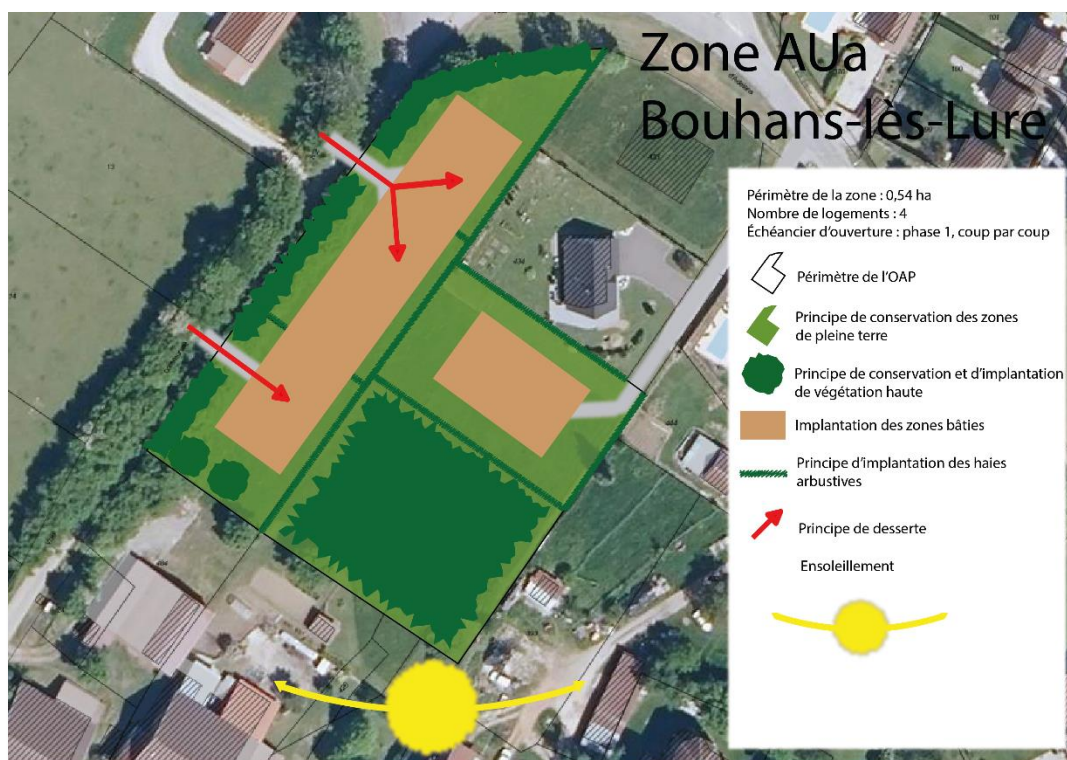 Zone AUa
Bouhans-lès-Lure
Périmètre de la zone : 0,54 ha
Nombre de logements : 4
Échéancier d'ouverture : phase 1, coup par coup
Périmètre de l'OAP
Principe de conservation des zones
de pleine terre
Principe de conservation et d'implantation
de végétation haute
Implantation des zones bâties
Principe d'implantation des haies
arbustives
Principe de desserte
Ensoleillement